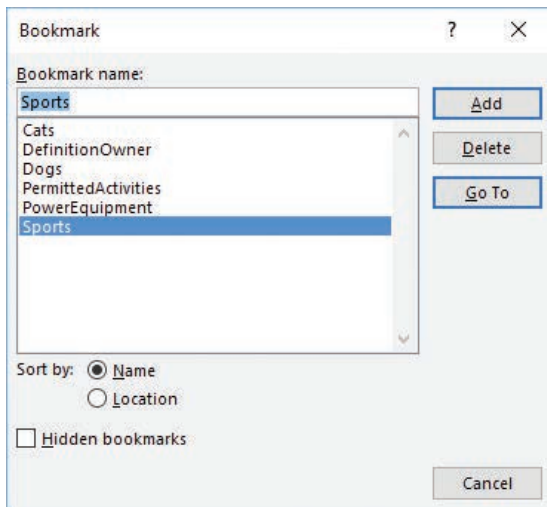 Bookmark ? ×
Bookmark name:
Sports
Add
Cats
DefinitionOwner
Dogs
PermittedActivities
PowerEquipment
Sports
Delete
Go To
Sort by: Name
Location
Hidden bookmarks
Cancel